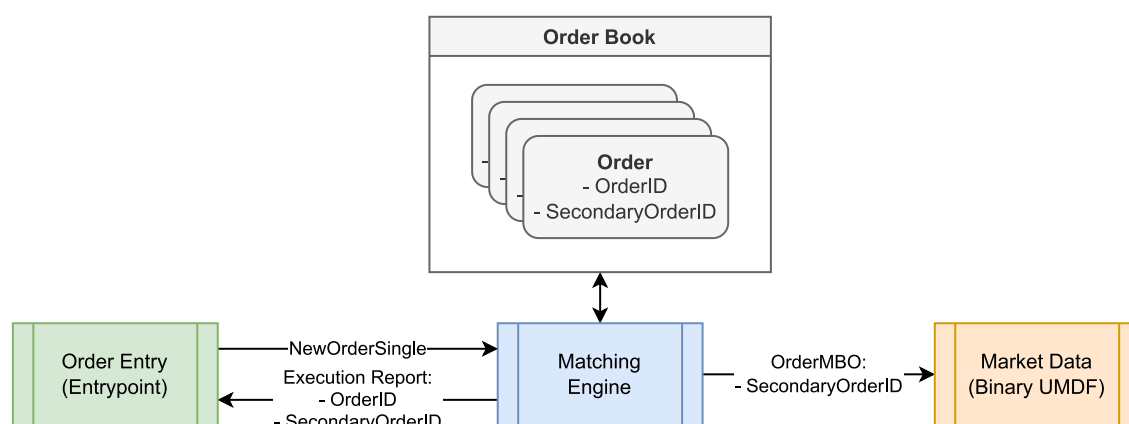 Order Book
Order
- OrderID
- SecondaryOrderID
Order Entry
(Entrypoint)
NewOrderSingle
Execution Report:
- OrderID
- SecondaryOrderID
Matching
Engine
OrderMBO:
- SecondaryOrderID
Market Data
(Binary UMDF)